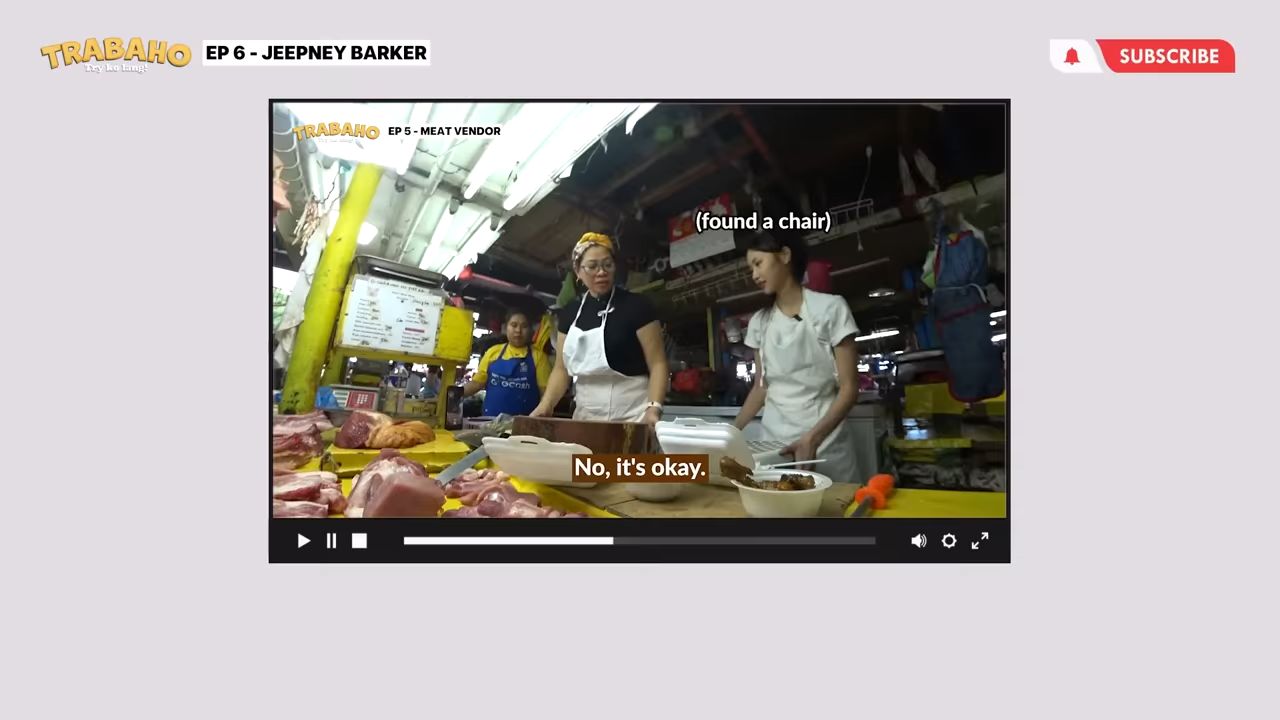 TRABAHO
Try ko lang!
EP 6 - JEEPNEY BARKER
SUBSCRIBE
TRABAHO
EP 5 - MEAT VENDOR
(found a chair)
No, it's okay.